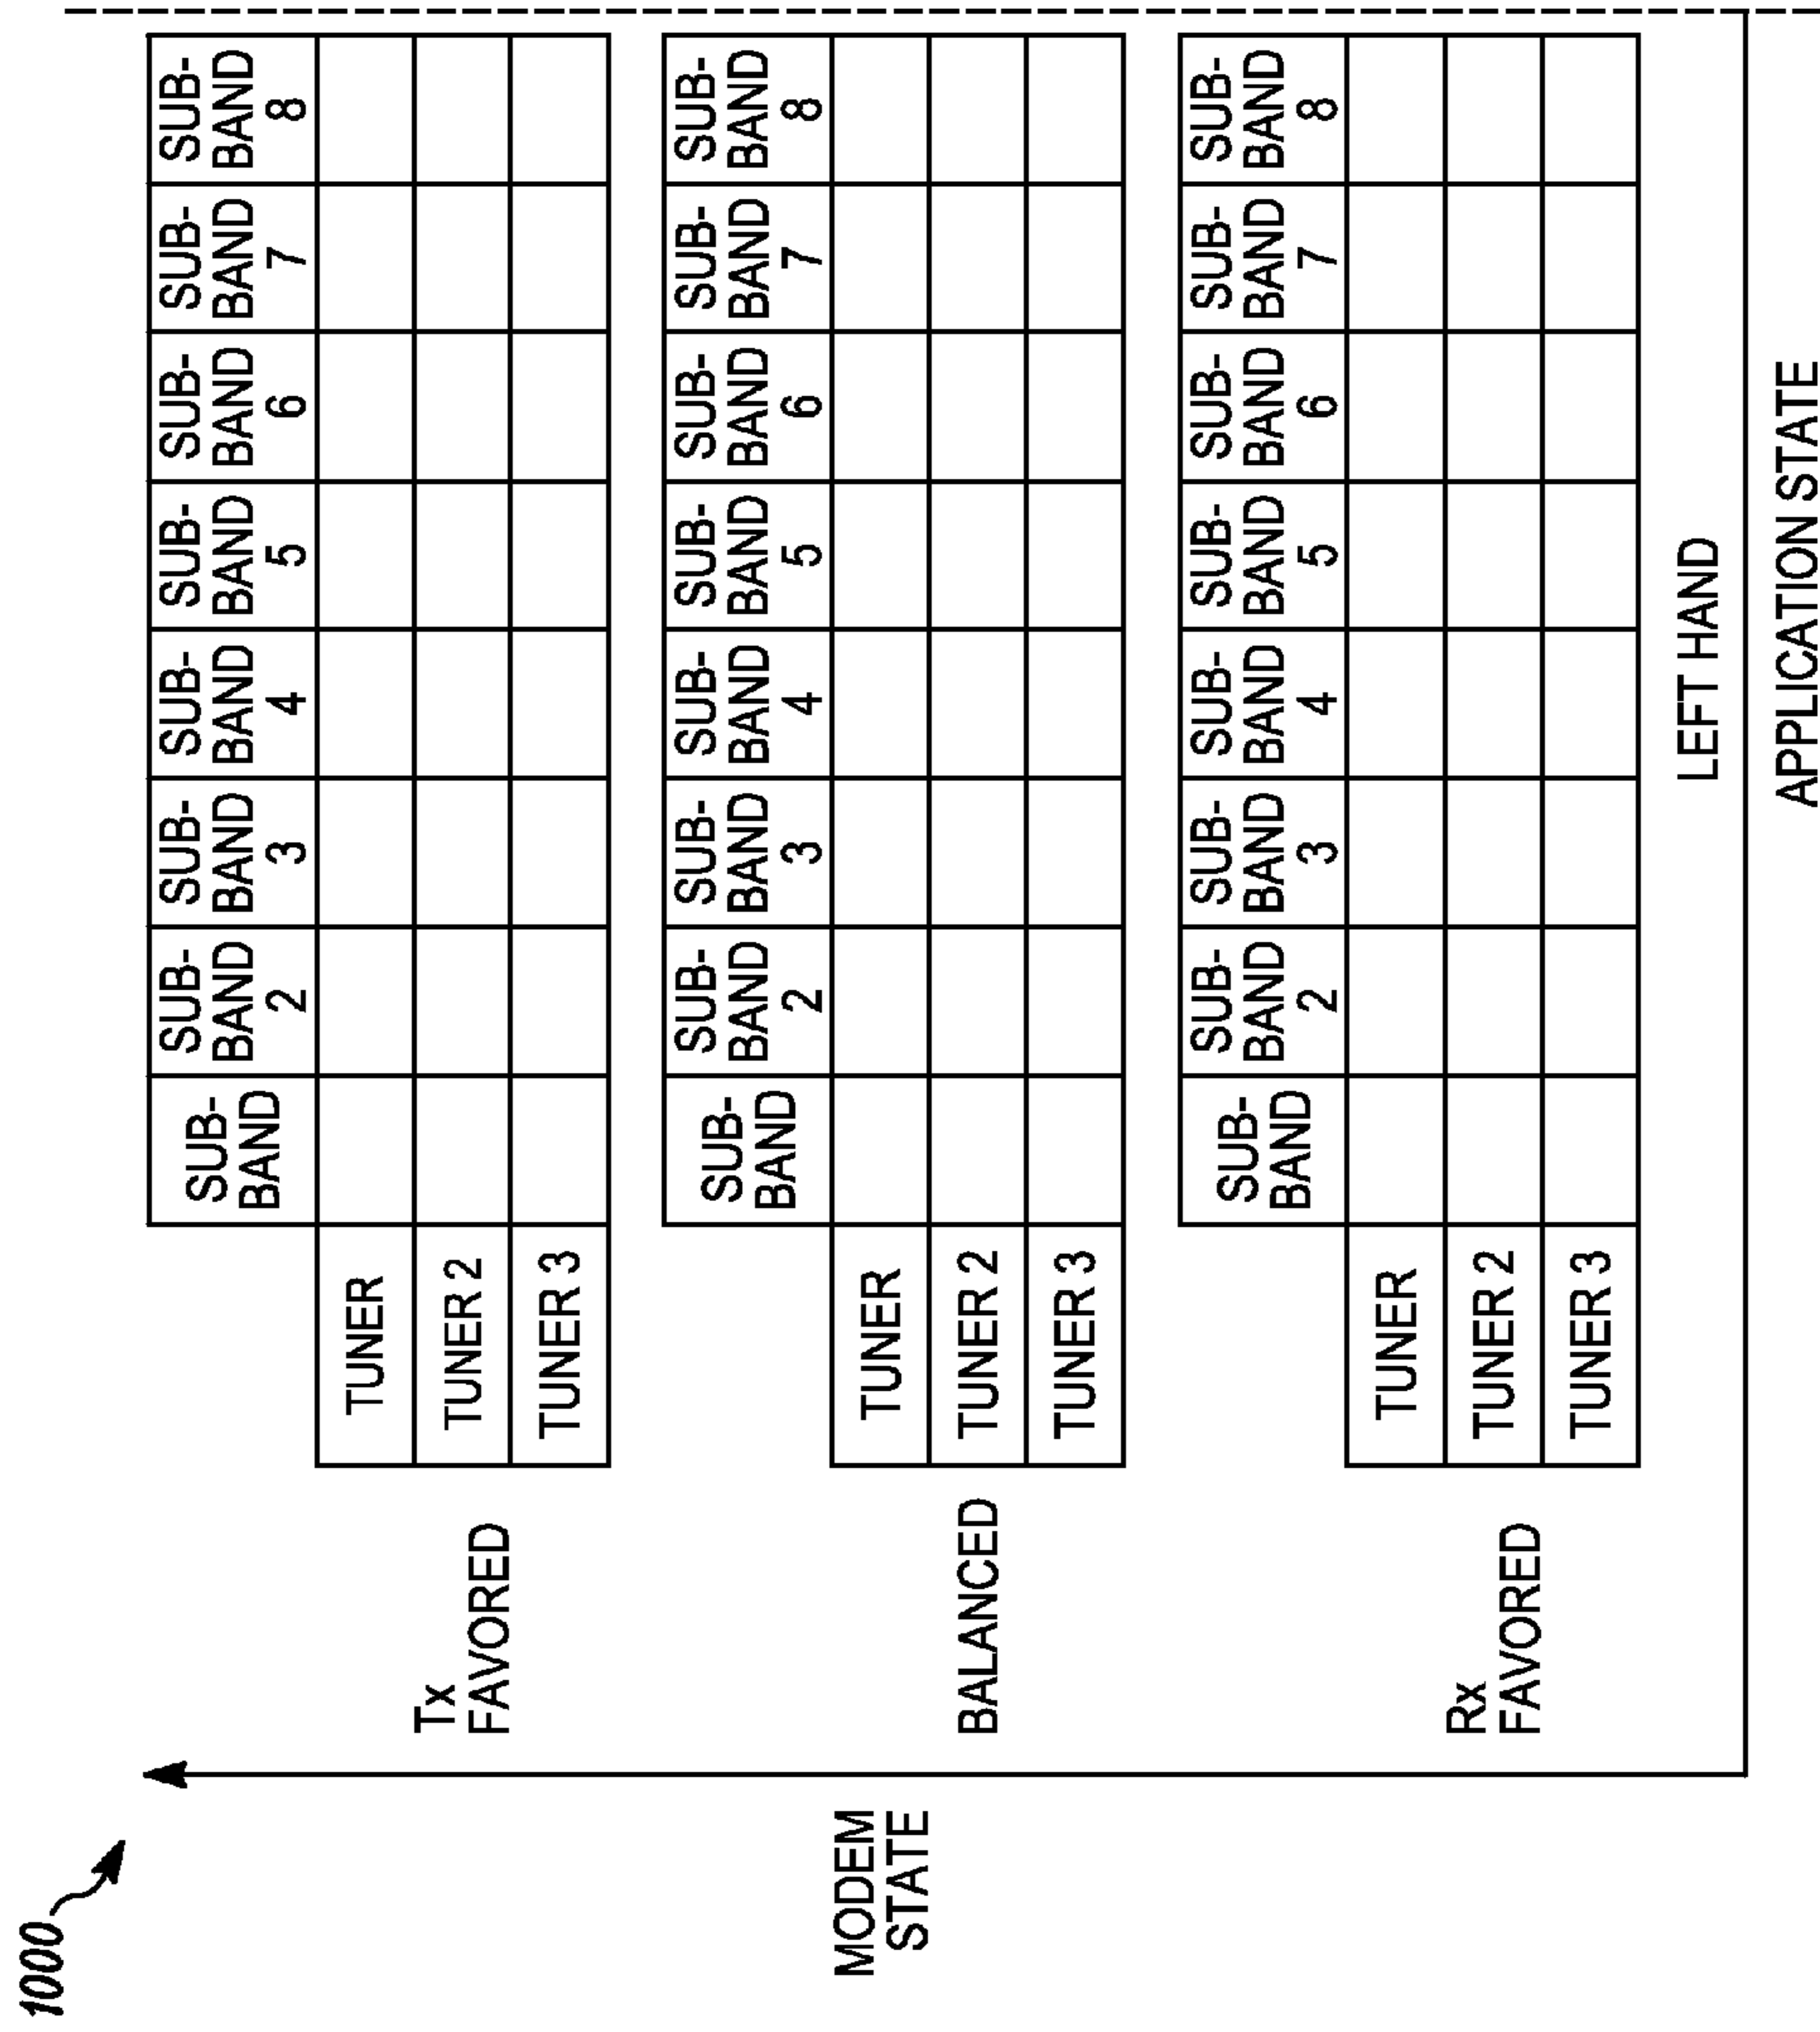 1000
MODEM
STATE
Tx
FAVORED
SUB-
BAND
SUB-
BAND
2
SUB-
BAND
3
SUB-
BAND
4
SUB-
BAND
5
SUB-
BAND
6
SUB-
BAND
7
SUB-
BAND
8
TUNER
TUNER 2
TUNER 3
BALANCED
SUB-
BAND
SUB-
BAND
2
SUB-
BAND
3
SUB-
BAND
4
SUB-
BAND
5
SUB-
BAND
6
SUB-
BAND
7
SUB-
BAND
8
TUNER
TUNER 2
TUNER 3
Rx
FAVORED
SUB-
BAND
SUB-
BAND
2
SUB-
BAND
3
SUB-
BAND
4
SUB-
BAND
5
SUB-
BAND
6
SUB-
BAND
7
SUB-
BAND
8
TUNER
TUNER 2
TUNER 3
LEFT HAND
APPLICATION STATE